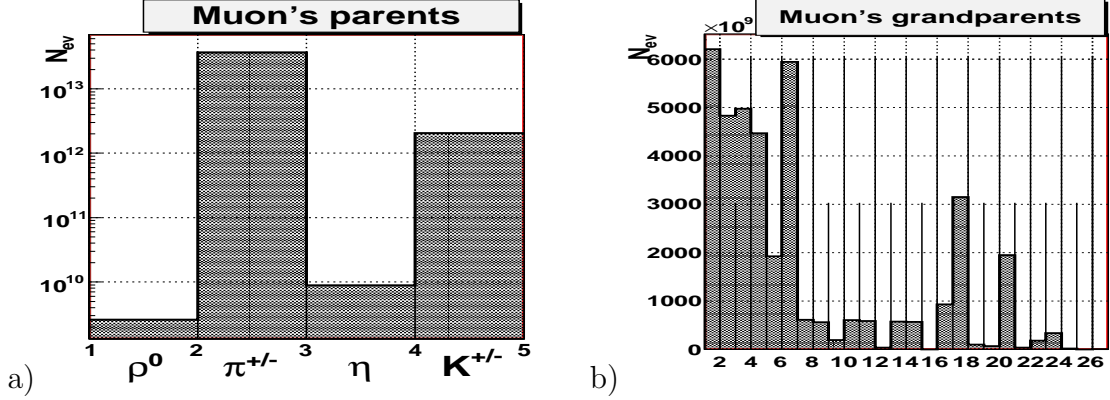 Muon's parents
N_ev
10^13
10^12
10^11
10^10
1 2 3 4 5
ρ^0 π^+/- η K^+/-
a)
Muon's grandparents
×10^9
N_ev
6000
5000
4000
3000
2000
1000
0
2 4 6 8 10 12 14 16 18 20 22 24 26
b)